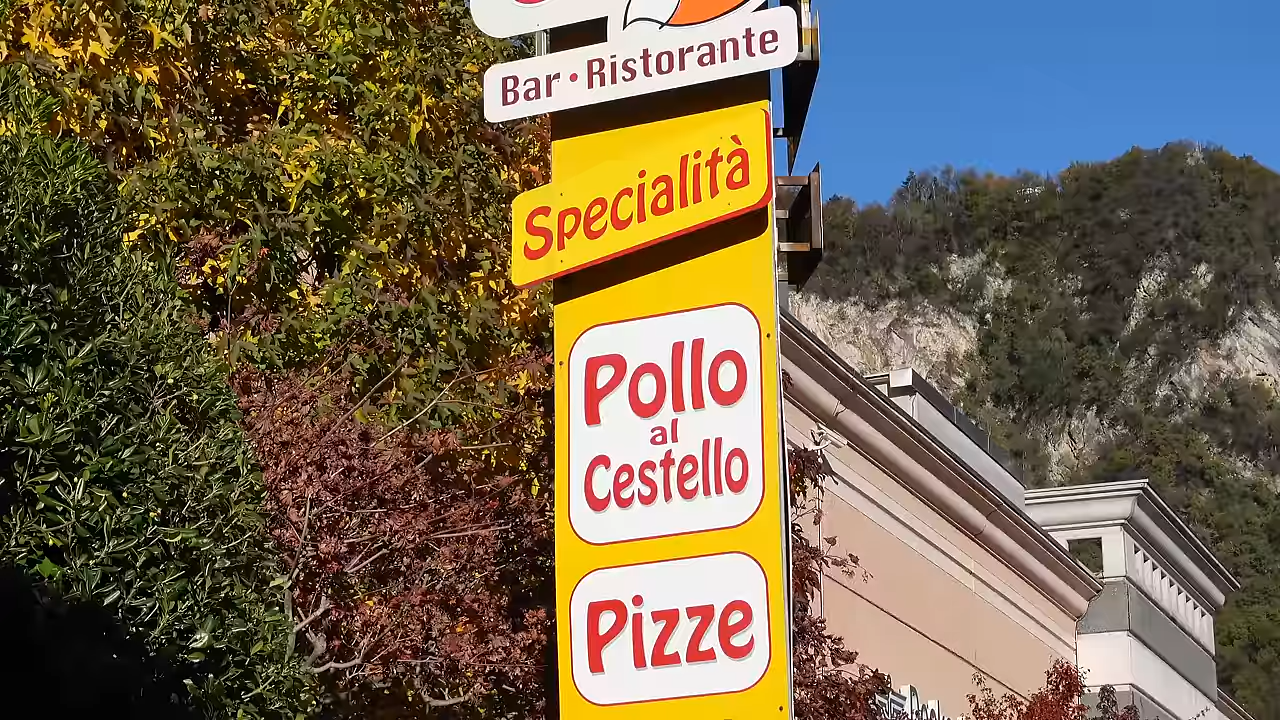 Bar • Ristorante
Specialità
Pollo
al
Cestello
Pizze